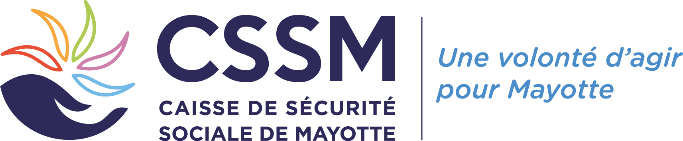 CSSM
CAISSE DE SÉCURITÉ
SOCIALE DE MAYOTTE
Une volonté d’agir
pour Mayotte